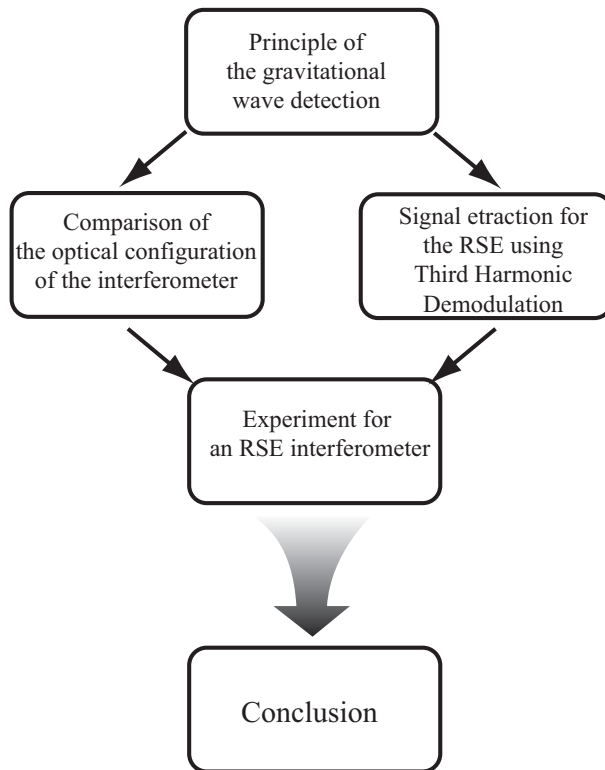 Principle of
the gravitational
wave detection
Comparison of
the optical configuration
of the interferometer
Signal etraction for
the RSE using
Third Harmonic
Demodulation
Experiment for
an RSE interferometer
Conclusion